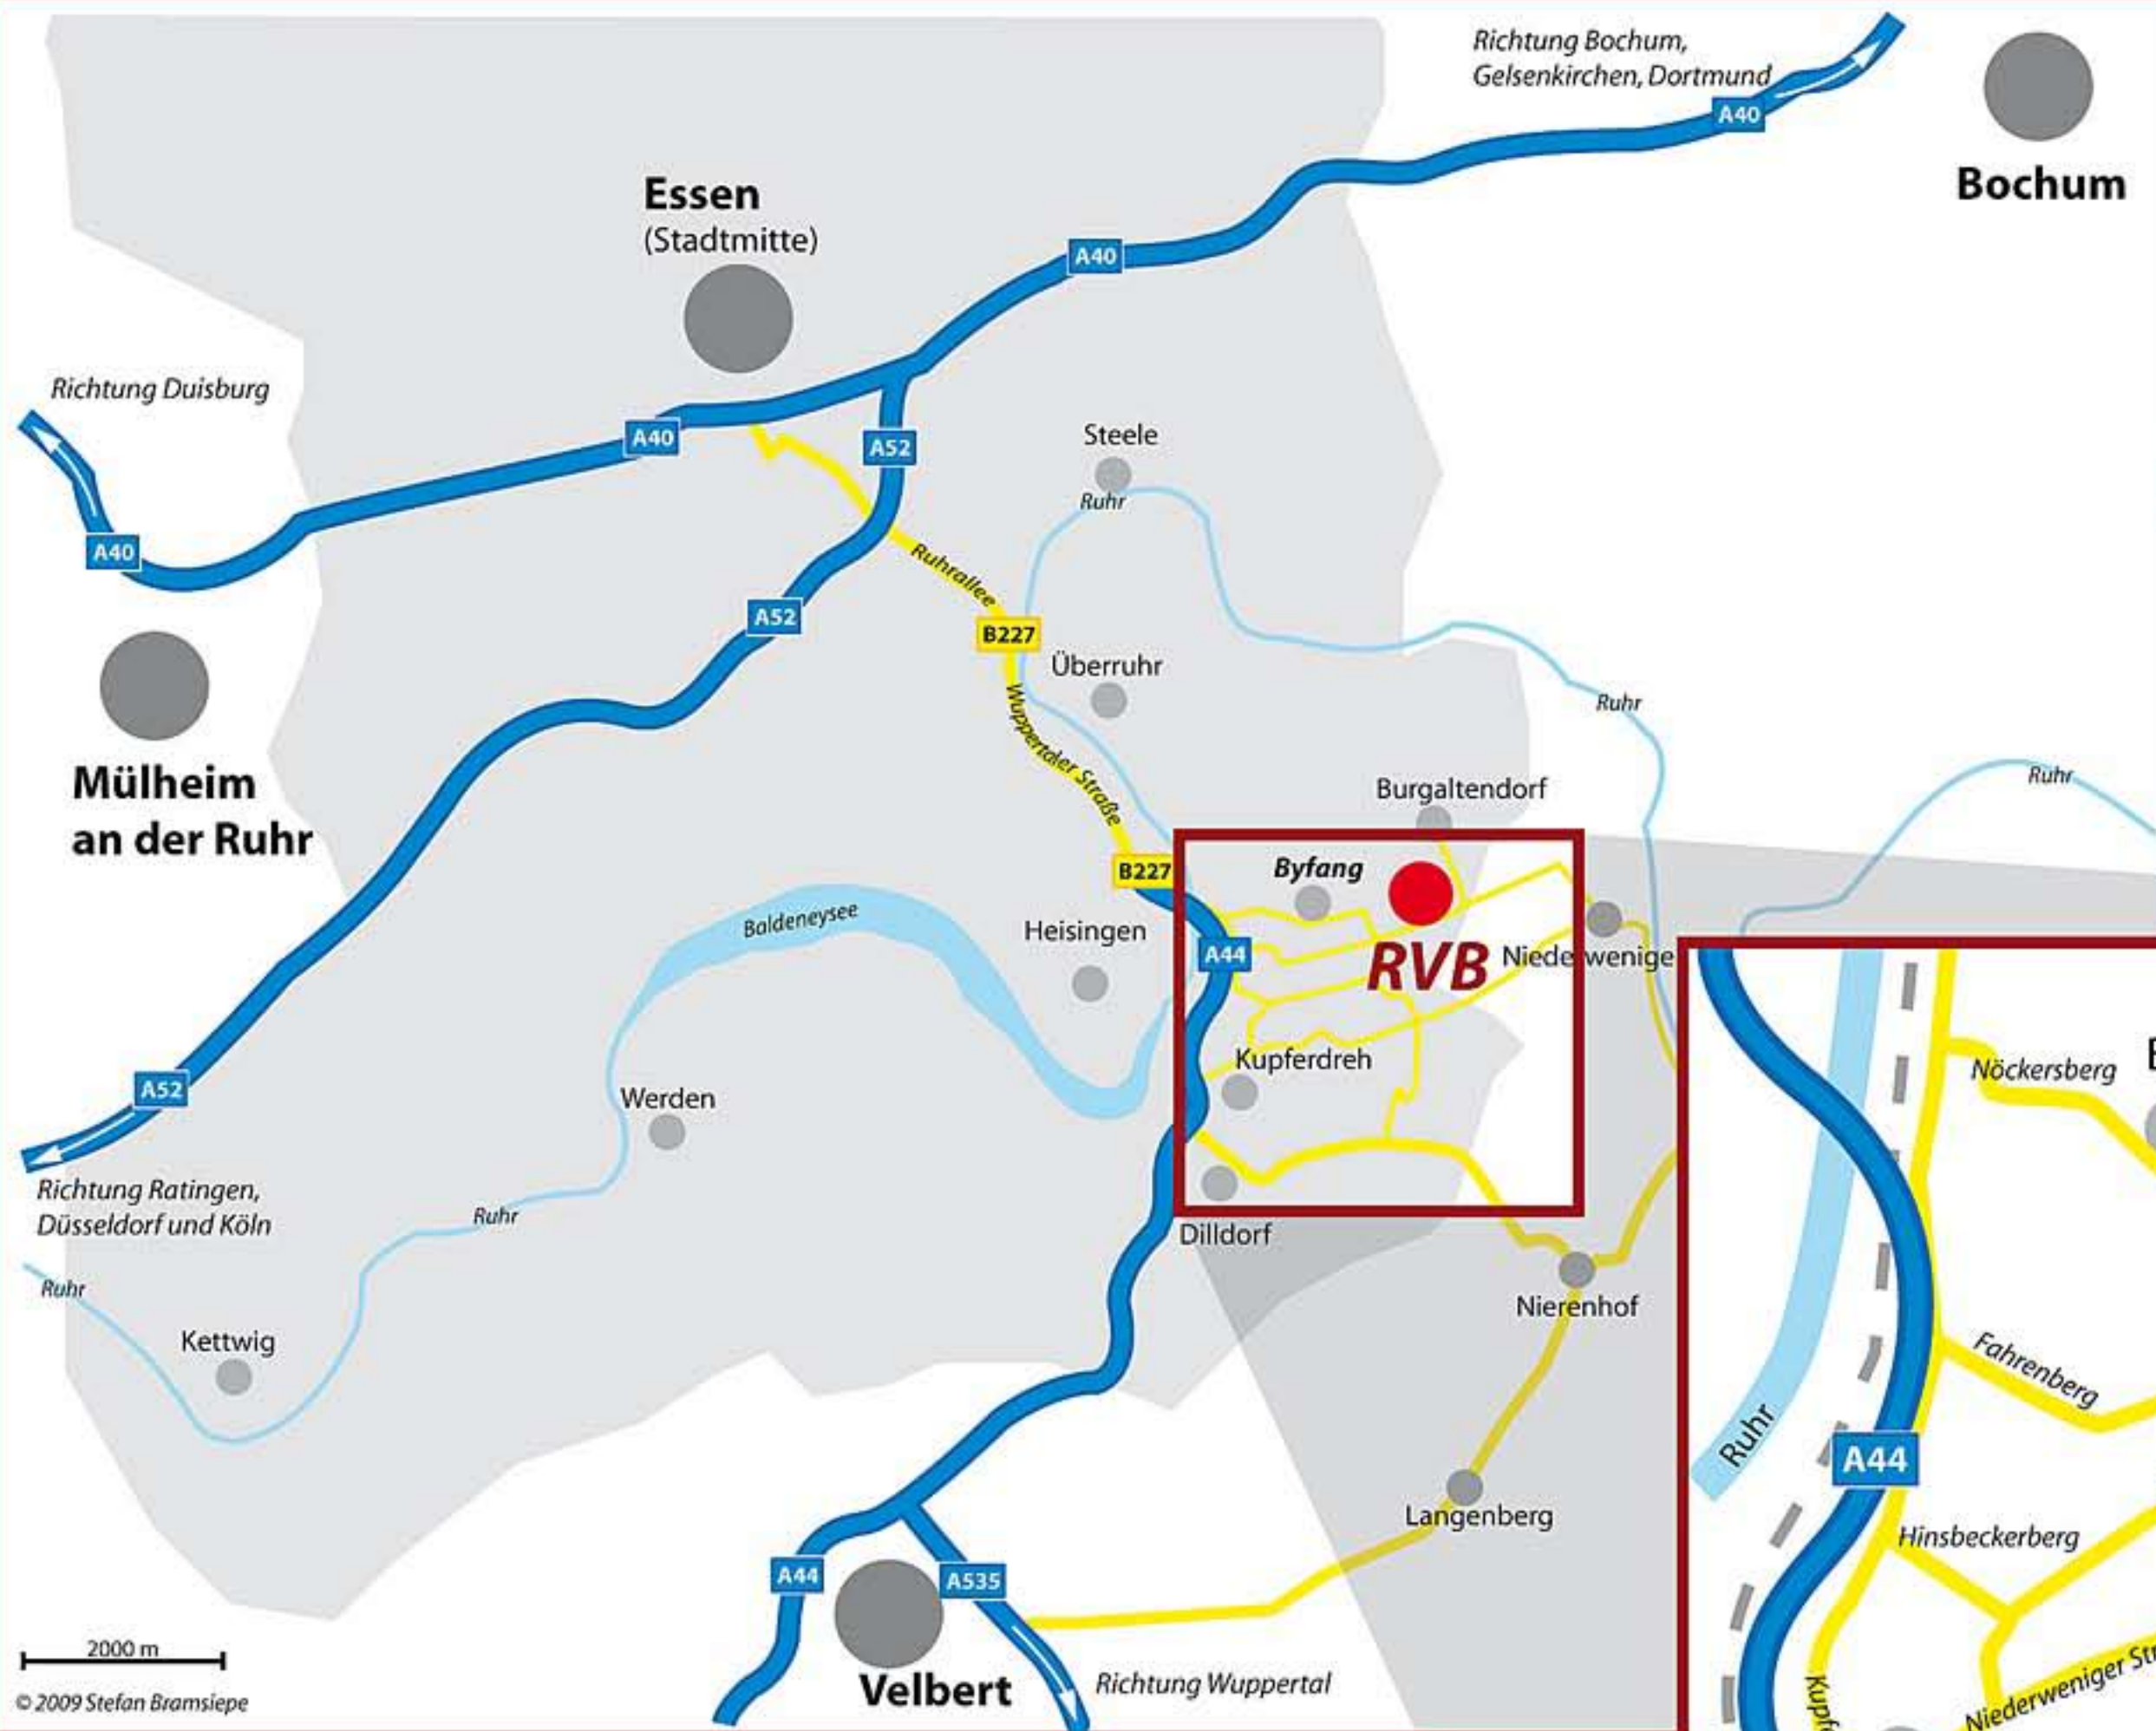 Richtung Bochum,
Gelsenkirchen, Dortmund
A40
Bochum
Essen
(Stadtmitte)
A40
Richtung Duisburg
A40
A52
Steele
Ruhr
A40
Ruhrallee
A52
B227
Überruhr
Wuppertaler Straße
Ruhr
Mülheim
an der Ruhr
Ruhr
Burgaltendorf
B227
Byfang
Baldeneysee
Heisingen
A44
RVB
Niederwenige
Kupferdreh
Nöckersberg
A52
Werden
Richtung Ratingen,
Düsseldorf und Köln
Ruhr
Dilldorf
Ruhr
Nierenhof
Kettwig
Fahrenberg
Ruhr
A44
Langenberg
Hinsbeckerberg
A44
A535
2000 m
Velbert
Richtung Wuppertal
Niederweniger
© 2009 Stefan Bramsiepe